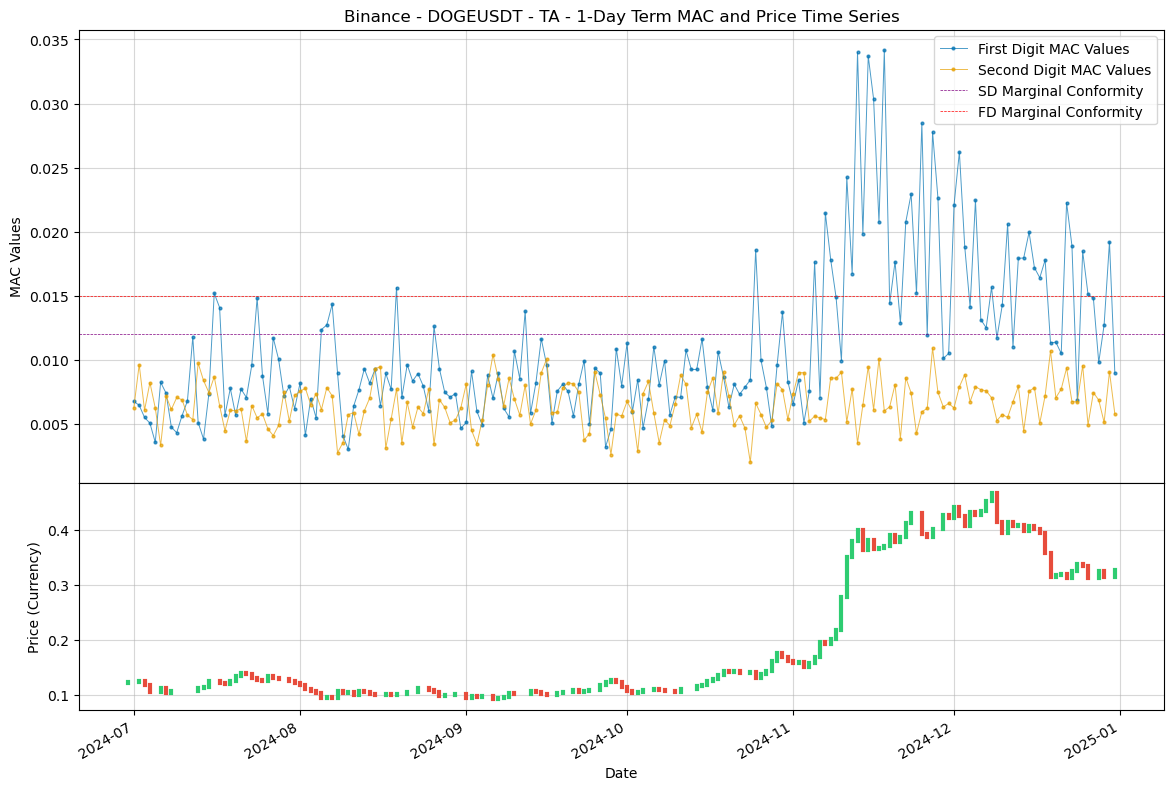 Binance - DOGEUSDT - TA - 1-Day Term MAC and Price Time Series
0.035
0.030
0.025
0.020
0.015
0.010
0.005
MAC Values
First Digit MAC Values
Second Digit MAC Values
SD Marginal Conformity
FD Marginal Conformity
0.4
0.3
0.2
0.1
Price (Currency)
2024-07
2024-08
2024-09
2024-10
2024-11
2024-12
2025-01
Date